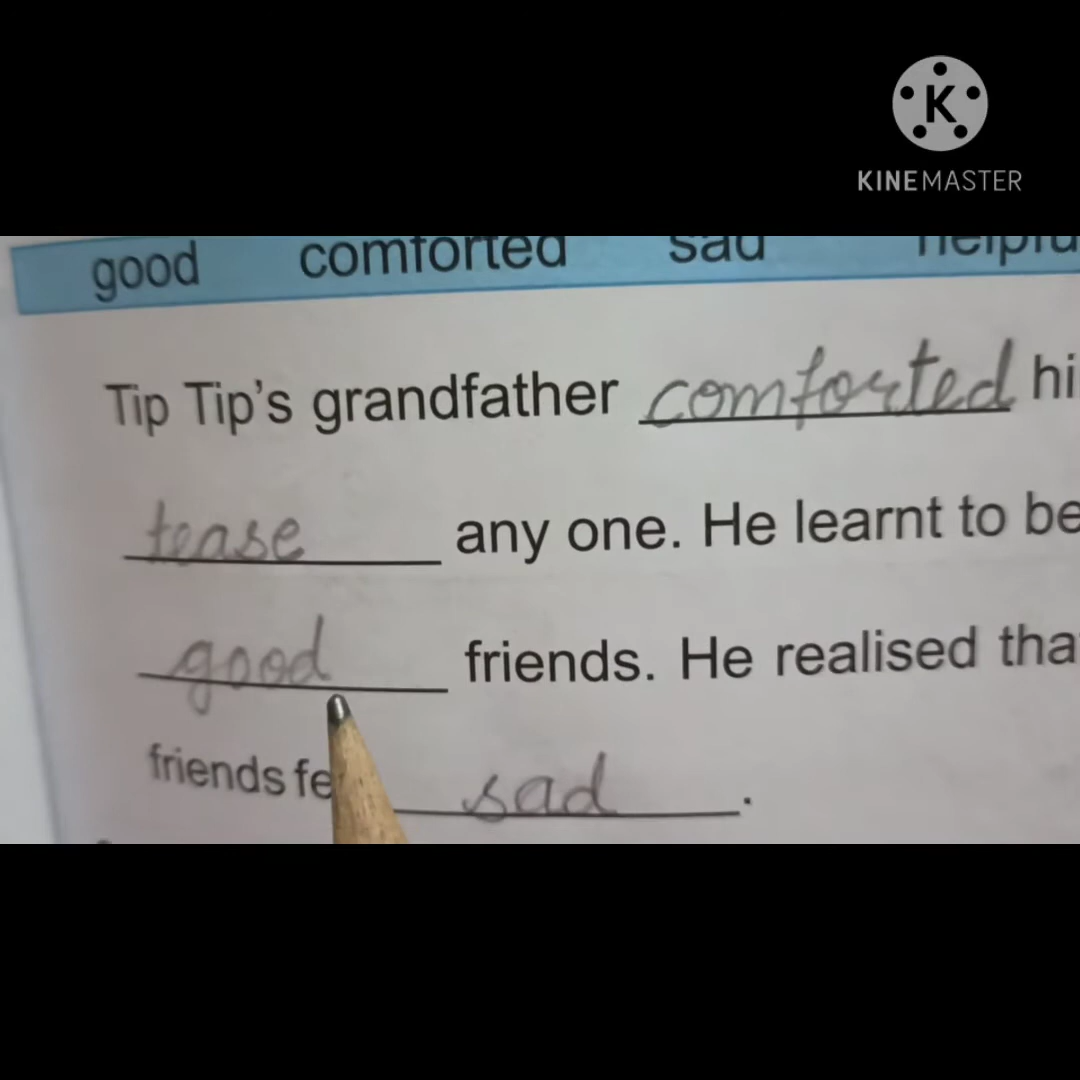 K
KINEMASTER
good comforted sad helpfu
Tip Tip's grandfather comforted hi
tease any one. He learnt to be
good friends. He realised tha
friends fe sad.